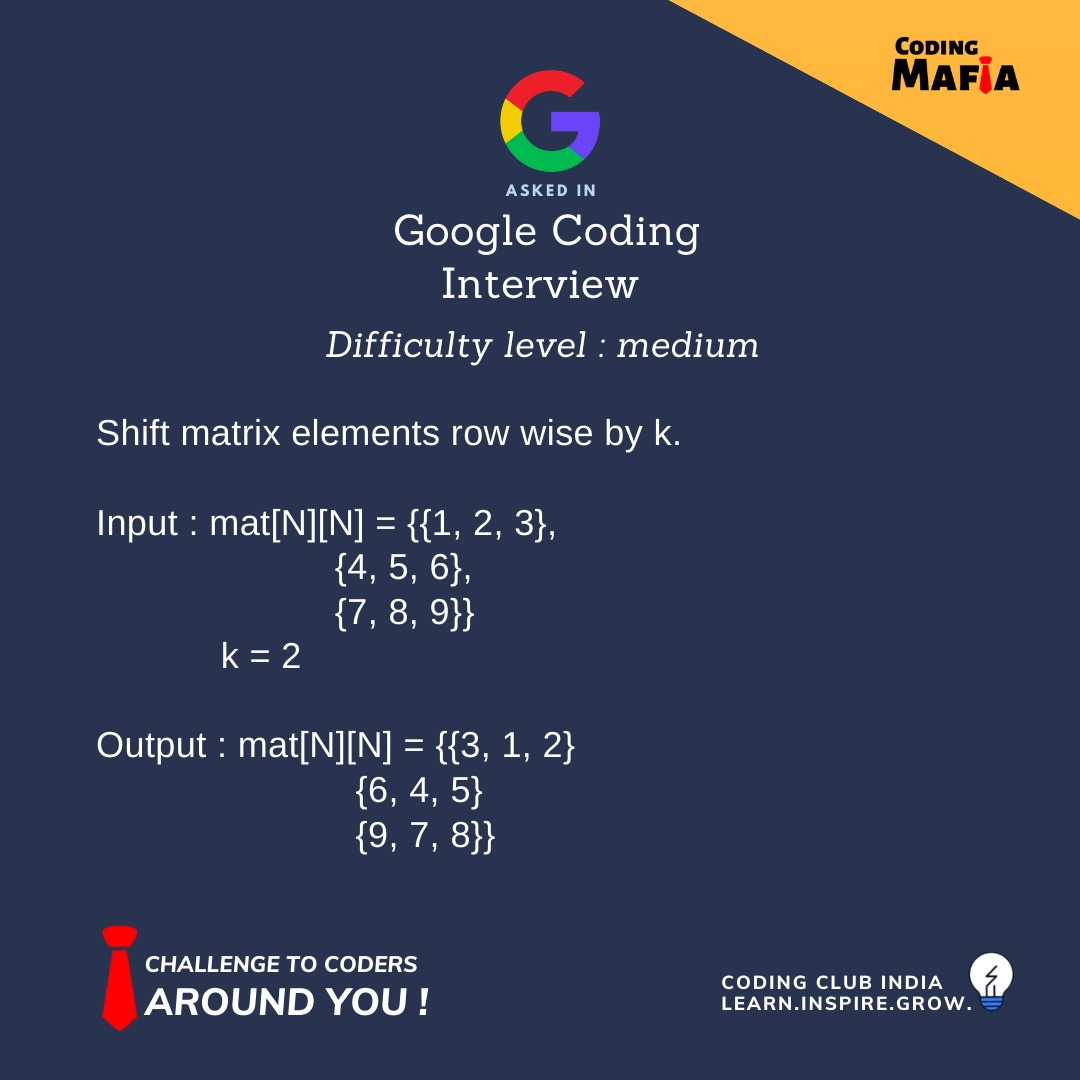 CODING
MAFIA
ASKED IN
Google Coding
Interview
Difficulty level : medium
Shift matrix elements row wise by k.
Input : mat[N][N] = {{1, 2, 3},
{4, 5, 6},
{7, 8, 9}}
k = 2
Output : mat[N][N] = {{3, 1, 2}
{6, 4, 5}
{9, 7, 8}}
CHALLENGE TO CODERS
AROUND YOU !
CODING CLUB INDIA
LEARN.INSPIRE.GROW.